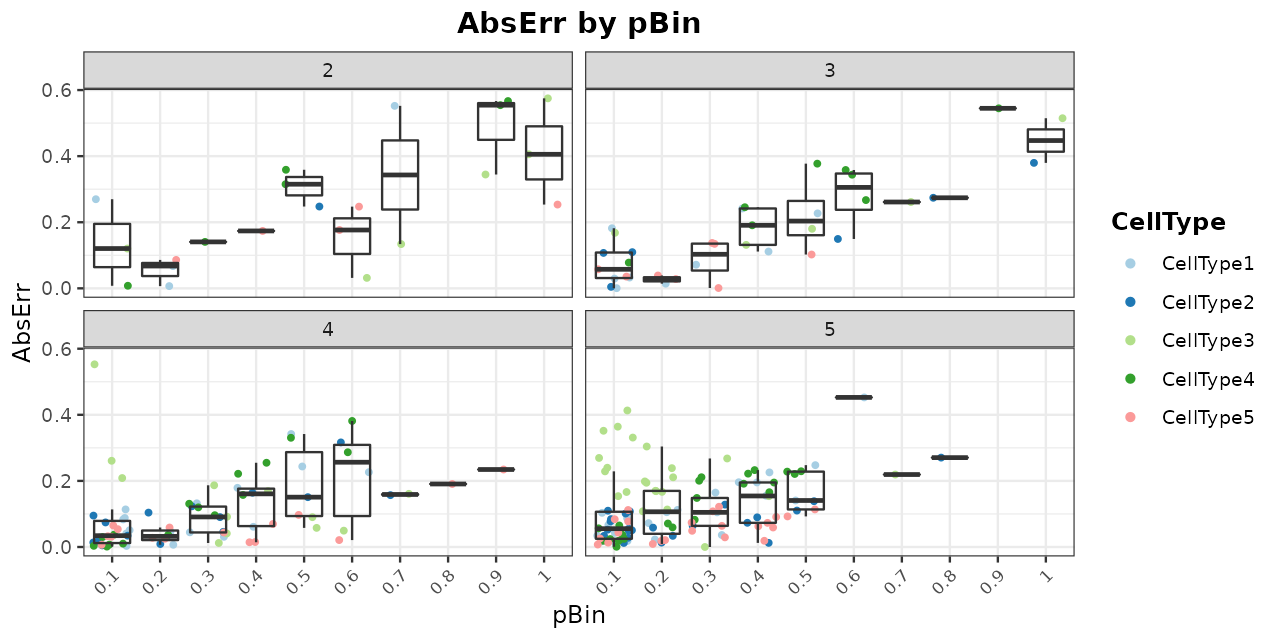 AbsErr by pBin
2
3
0.6
0.4
0.2
0.0
AbsErr
4
5
0.6
0.4
0.2
0.0
0.1 0.2 0.3 0.4 0.5 0.6 0.7 0.8 0.9 1
0.1 0.2 0.3 0.4 0.5 0.6 0.7 0.8 0.9 1
pBin
CellType
CellType1
CellType2
CellType3
CellType4
CellType5